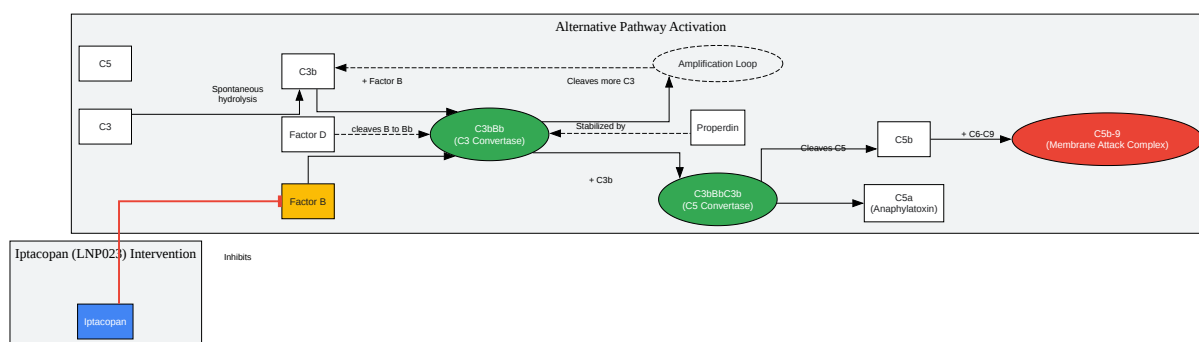 Alternative Pathway Activation
C5
C3b
+ Factor B
Cleaves more C3
Amplification Loop
Spontaneous
hydrolysis
C3
Factor D
cleaves B to Bb
C3bBb
(C3 Convertase)
Stabilized by
Properdin
C5b
+ C6-C9
C5b-9
(Membrane Attack Complex)
Cleaves C5
+ C3b
C3bBbC3b
(C5 Convertase)
C5a
(Anaphylatoxin)
Factor B
Iptacopan (LNP023) Intervention
Inhibits
Iptacopan